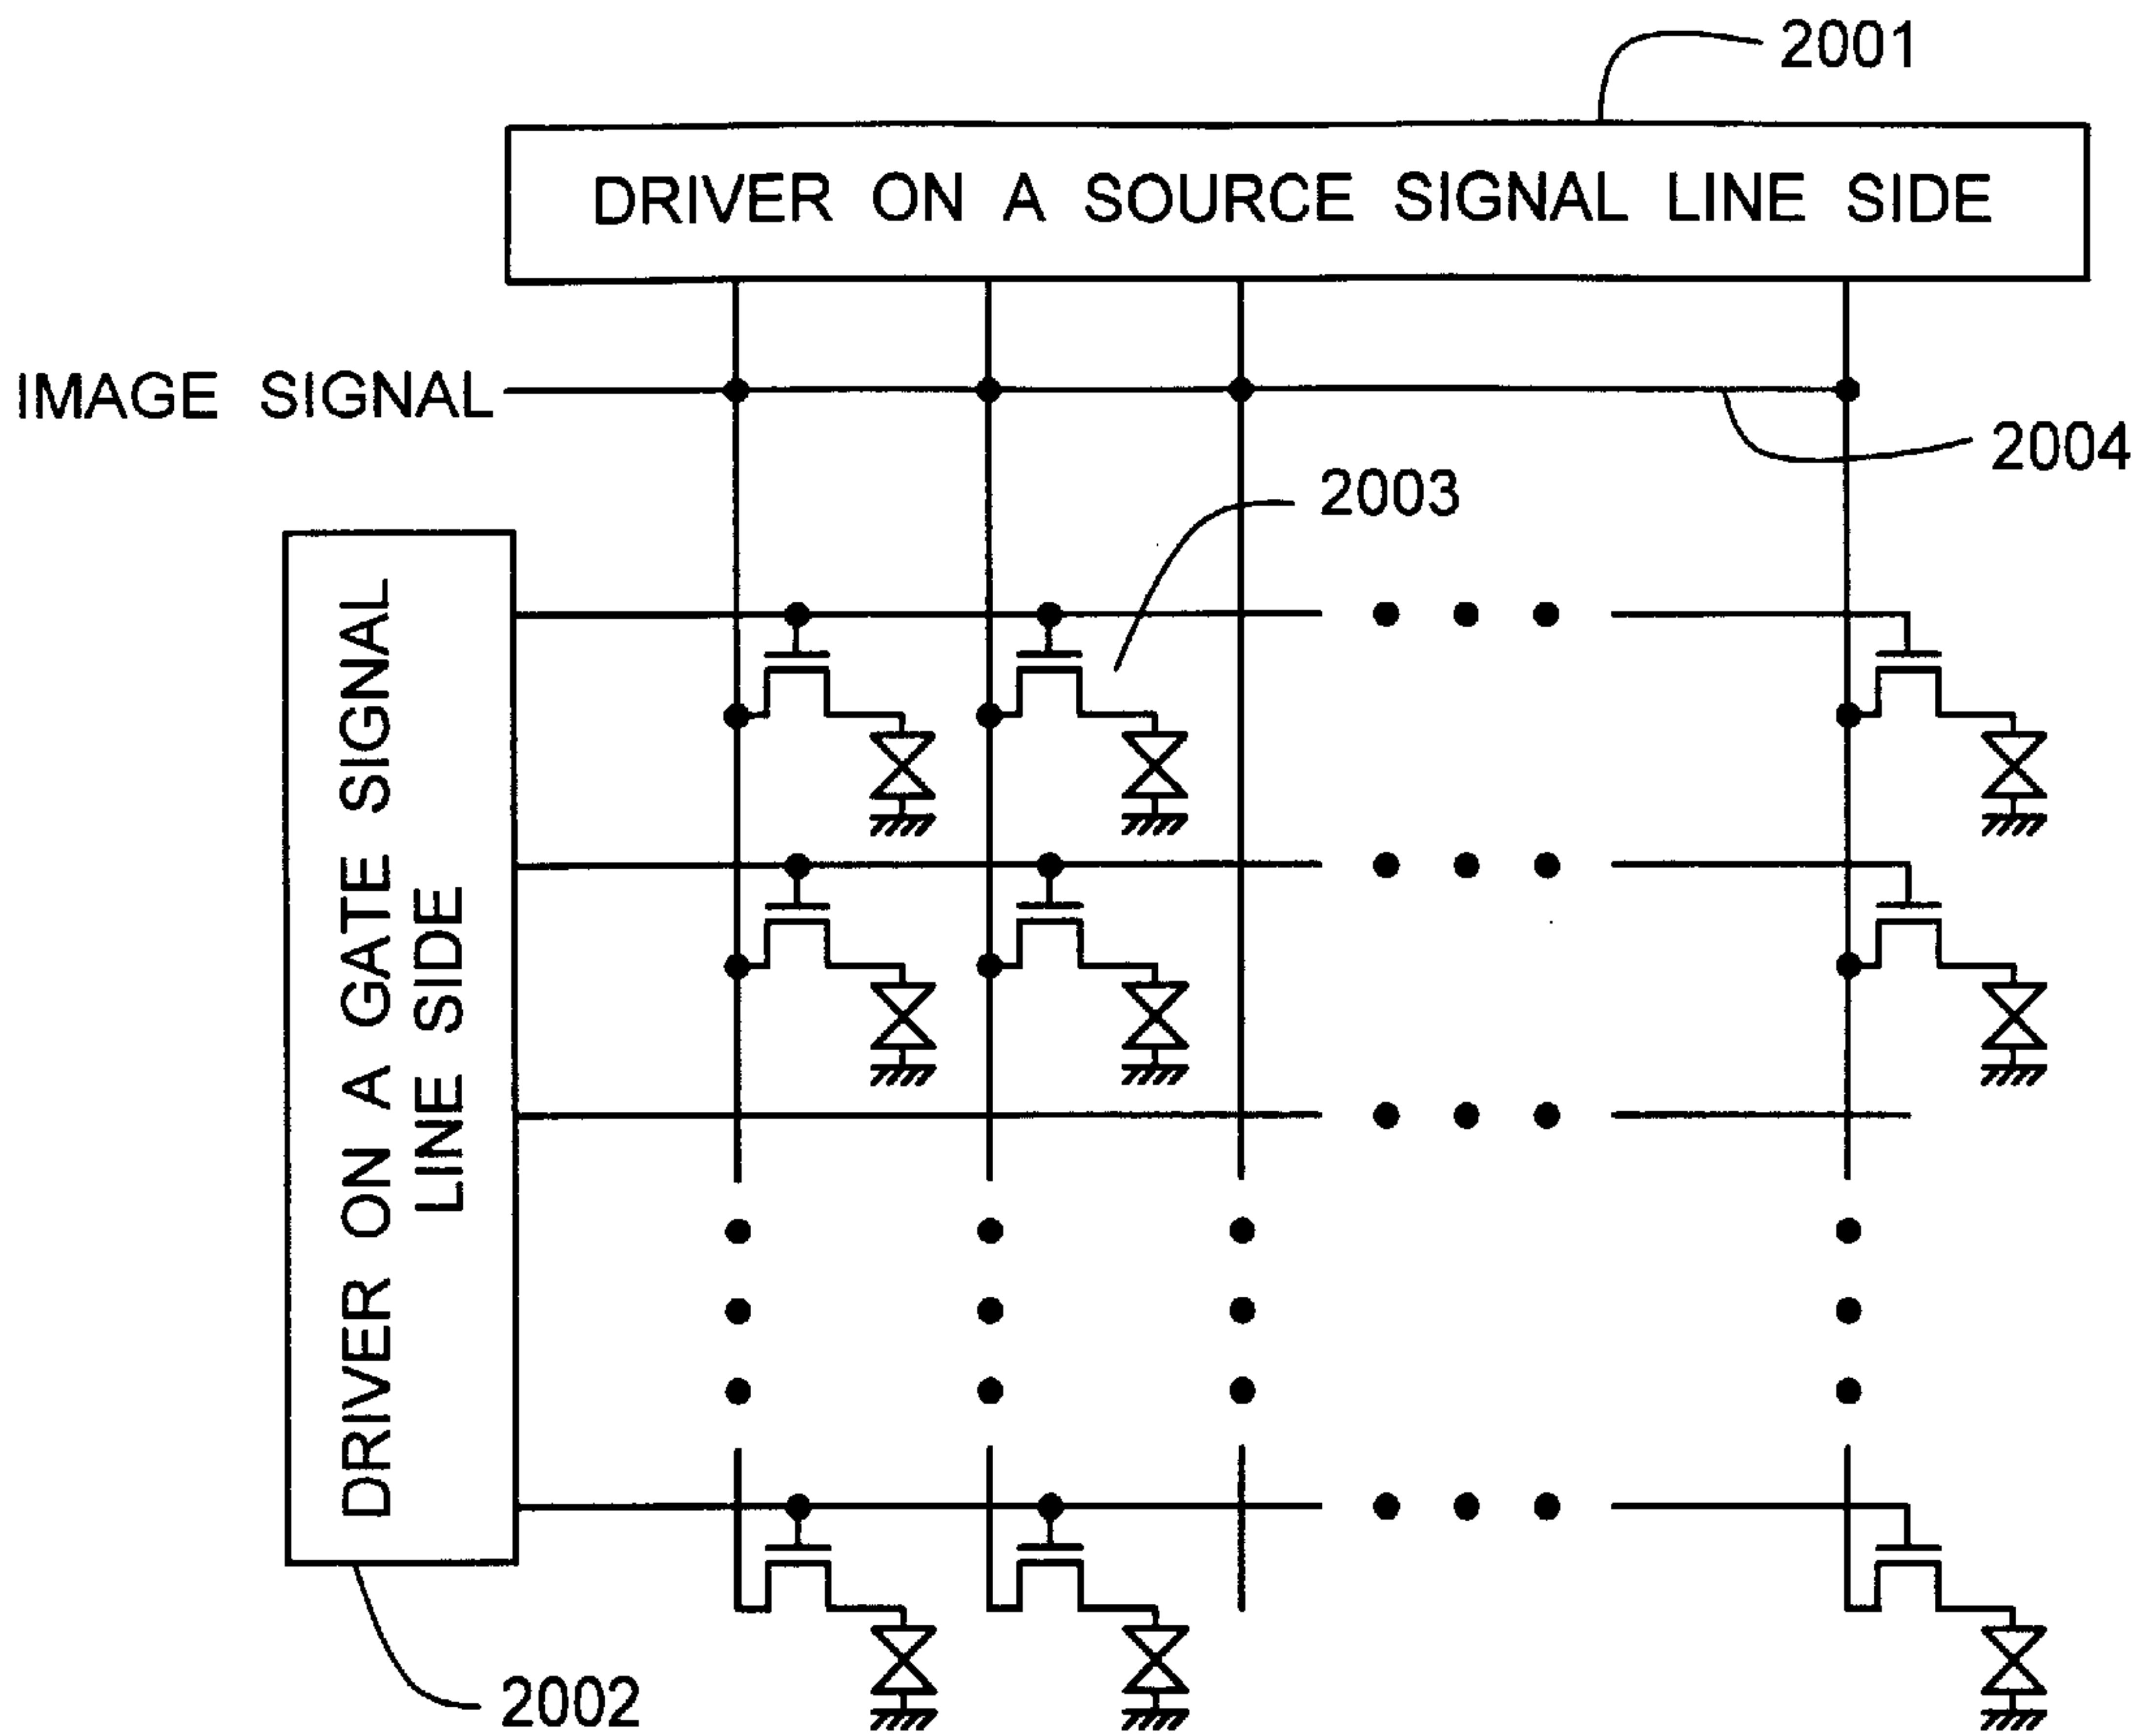 2001
DRIVER ON A SOURCE SIGNAL LINE SIDE
IMAGE SIGNAL
2004
2003
DRIVER ON A GATE SIGNAL
LINE SIDE
2002